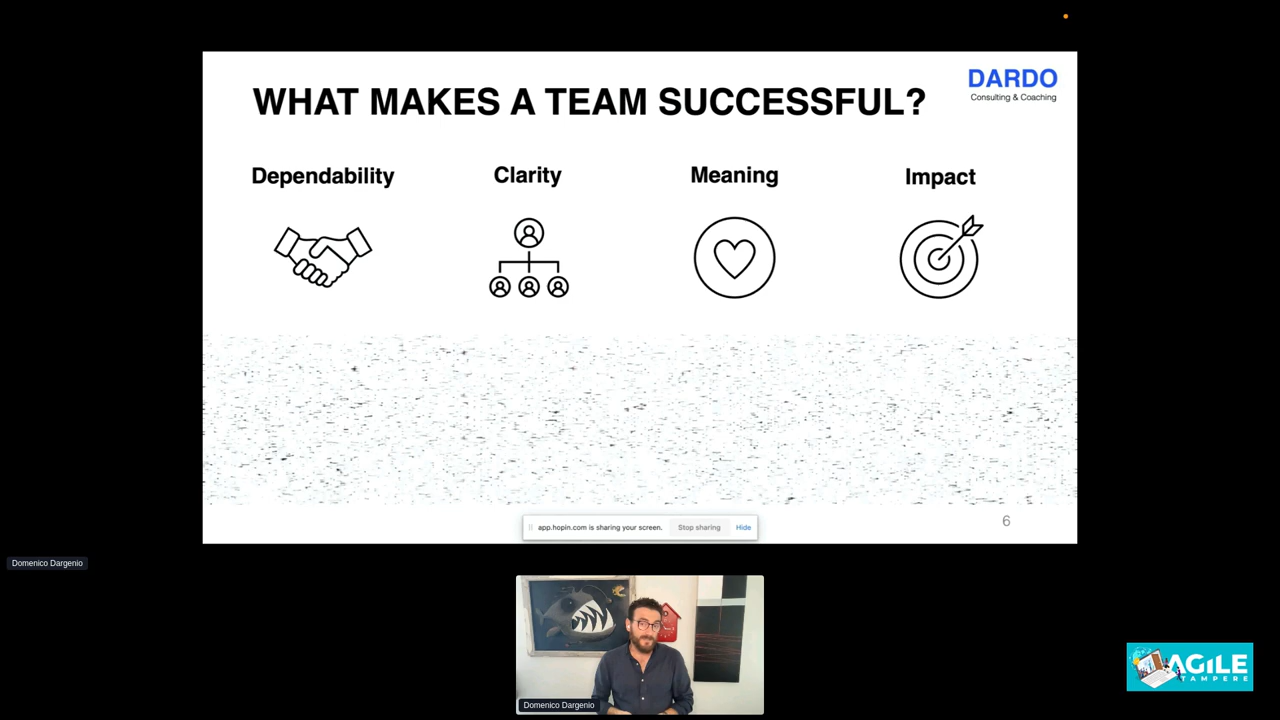 WHAT MAKES A TEAM SUCCESSFUL?
DARDO
Consulting & Coaching
Dependability
Clarity
Meaning
Impact
app.hopin.com is sharing your screen.
Stop sharing
Hide
6
Domenico Dargenio
Domenico Dargenio
AGILE
TAMPERE